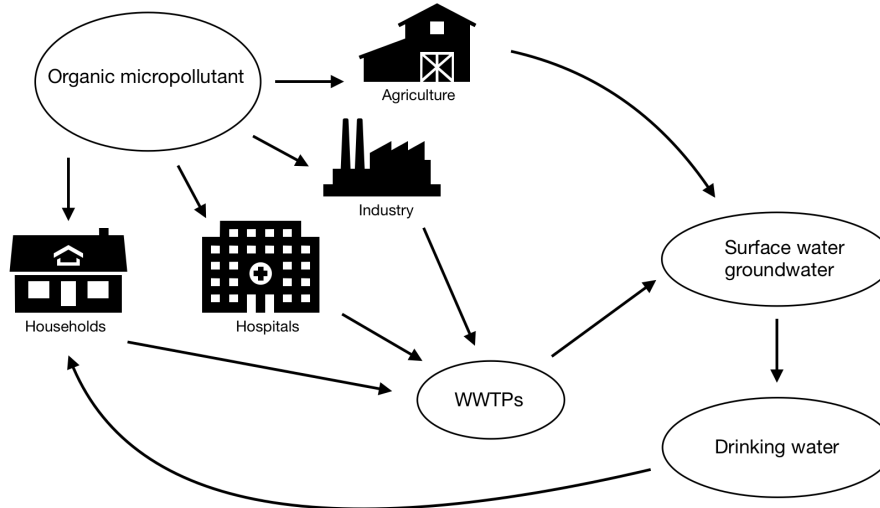 Organic micropollutant
Agriculture
Industry
Households
Hospitals
Surface water
groundwater
WWTPs
Drinking water